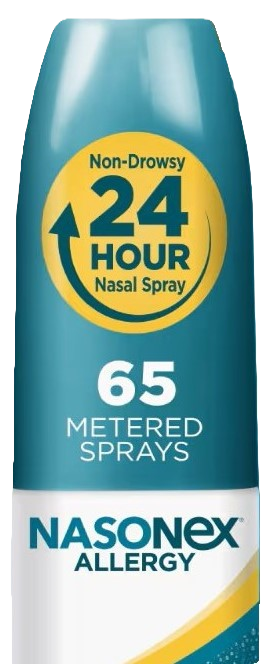 Non-Drowsy
24
HOUR
Nasal Spray
65
METERED
SPRAYS
NASONEX®
ALLERGY